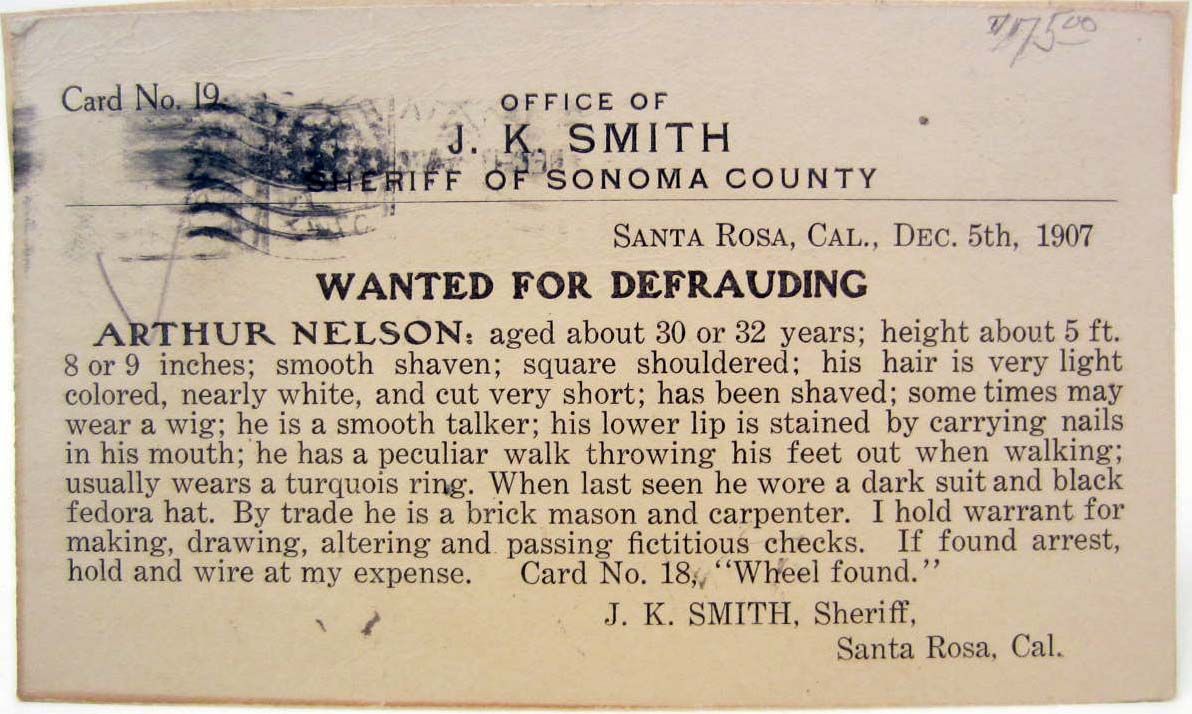 7/1 75.00
Card No. 19.
OFFICE OF
J. K. SMITH
SHERIFF OF SONOMA COUNTY
SANTA ROSA, CAL., DEC. 5th, 1907
WANTED FOR DEFRAUDING
ARTHUR NELSON: aged about 30 or 32 years; height about 5 ft.
8 or 9 inches; smooth shaven; square shouldered; his hair is very light
colored, nearly white, and cut very short; has been shaved; some times may
wear a wig; he is a smooth talker; his lower lip is stained by carrying nails
in his mouth; he has a peculiar walk throwing his feet out when walking;
usually wears a turquois ring. When last seen he wore a dark suit and black
fedora hat. By trade he is a brick mason and carpenter. I hold warrant for
making, drawing, altering and passing fictitious checks. If found arrest,
hold and wire at my expense. Card No. 18, “Wheel found.”
J. K. SMITH, Sheriff,
Santa Rosa, Cal.